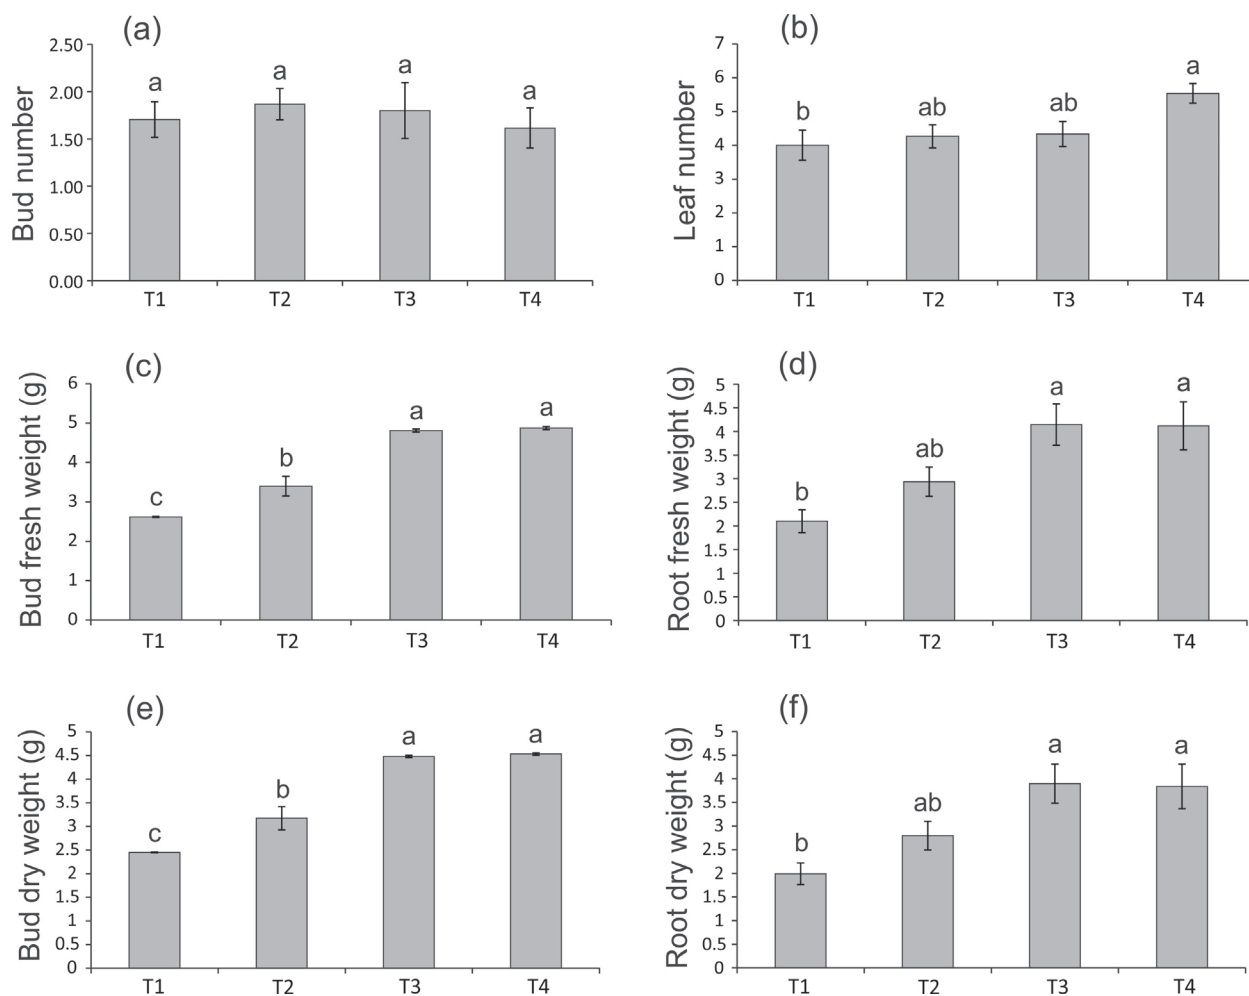 (a)
Bud number
2.50
2.00
1.50
1.00
0.50
0.00
a a a a
T1 T2 T3 T4
(b)
Leaf number
7
6
5
4
3
2
1
0
b ab ab a
T1 T2 T3 T4
(c)
Bud fresh weight (g)
6
5
4
3
2
1
0
c b a a
T1 T2 T3 T4
(d)
Root fresh weight (g)
5
4.5
4
3.5
3
2.5
2
1.5
1
0.5
0
b ab a a
T1 T2 T3 T4
(e)
Bud dry weight (g)
5
4.5
4
3.5
3
2.5
2
1.5
1
0.5
0
c b a a
T1 T2 T3 T4
(f)
Root dry weight (g)
5
4.5
4
3.5
3
2.5
2
1.5
1
0.5
0
b ab a a
T1 T2 T3 T4